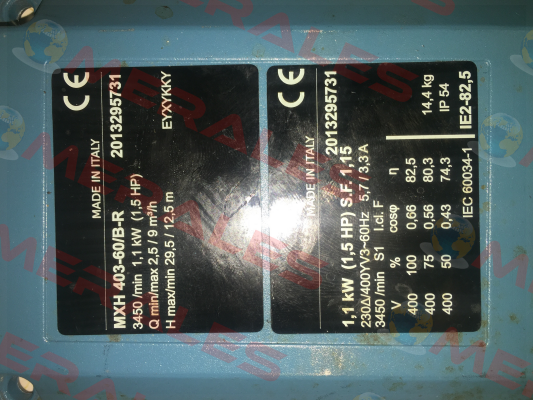 CE
MADE IN ITALY
MXH 403-60/B-R 2013295731
3450 /min 1,1 kW (1,5 HP)
Q min/max 2,5 / 9 m³/h EYXYKKY
H max/min 29,5 / 12,5 m
CE
MADE IN ITALY
1,1 kW (1,5 HP) S.F. 1,15 2013295731
230Δ/400YV3~60Hz 5,7 / 3,3 A
3450 /min S1 I.cl. F
V % cosφ η 14,4 kg
400 100 0,66 82,5 IP 54
400 75 0,56 80,3
400 50 0,43 74,3
IEC 60034-1 IE2-82,5
MERALES
MERALES
MERALES